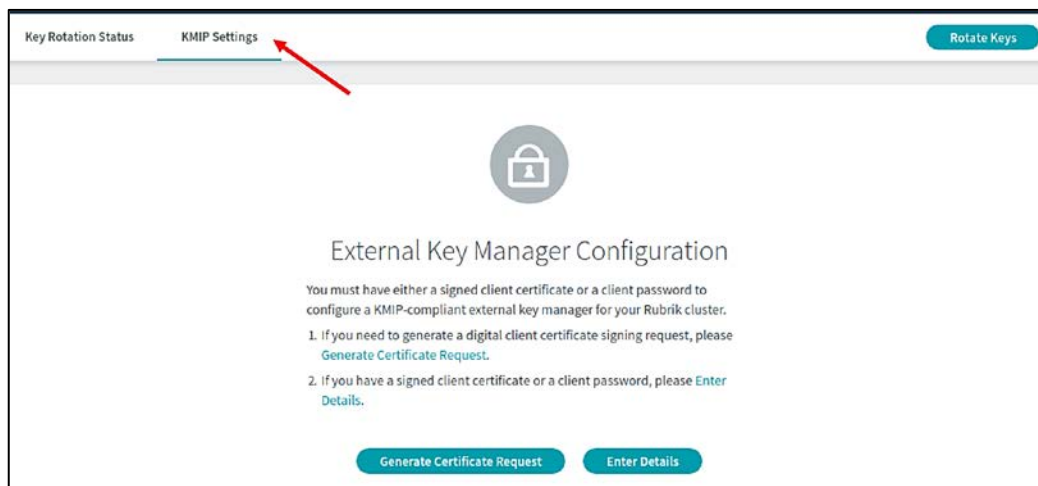 Key Rotation Status
KMIP Settings
Rotate Keys
External Key Manager Configuration
You must have either a signed client certificate or a client password to
configure a KMIP-compliant external key manager for your Rubrik cluster.
1. If you need to generate a digital client certificate signing request, please
Generate Certificate Request.
2. If you have a signed client certificate or a client password, please Enter
Details.
Generate Certificate Request
Enter Details